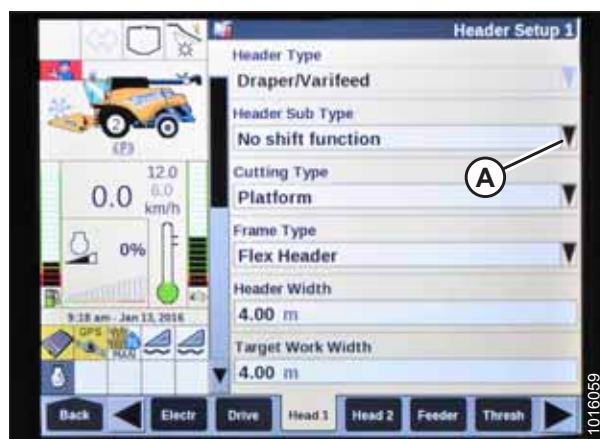 Header Setup 1
Header Type
Draper/Varifeed
Header Sub Type
No shift function
A
Cutting Type
Platform
Frame Type
Flex Header
Header Width
4.00 m
Target Work Width
4.00 m
2
(F)
12.0
0.0 6.0
km/h
0%
9:18 am - Jan 13, 2016
GPS
MAN
Back
Electr
Drive
Head 1
Head 2
Feeder
Thresh
1016059